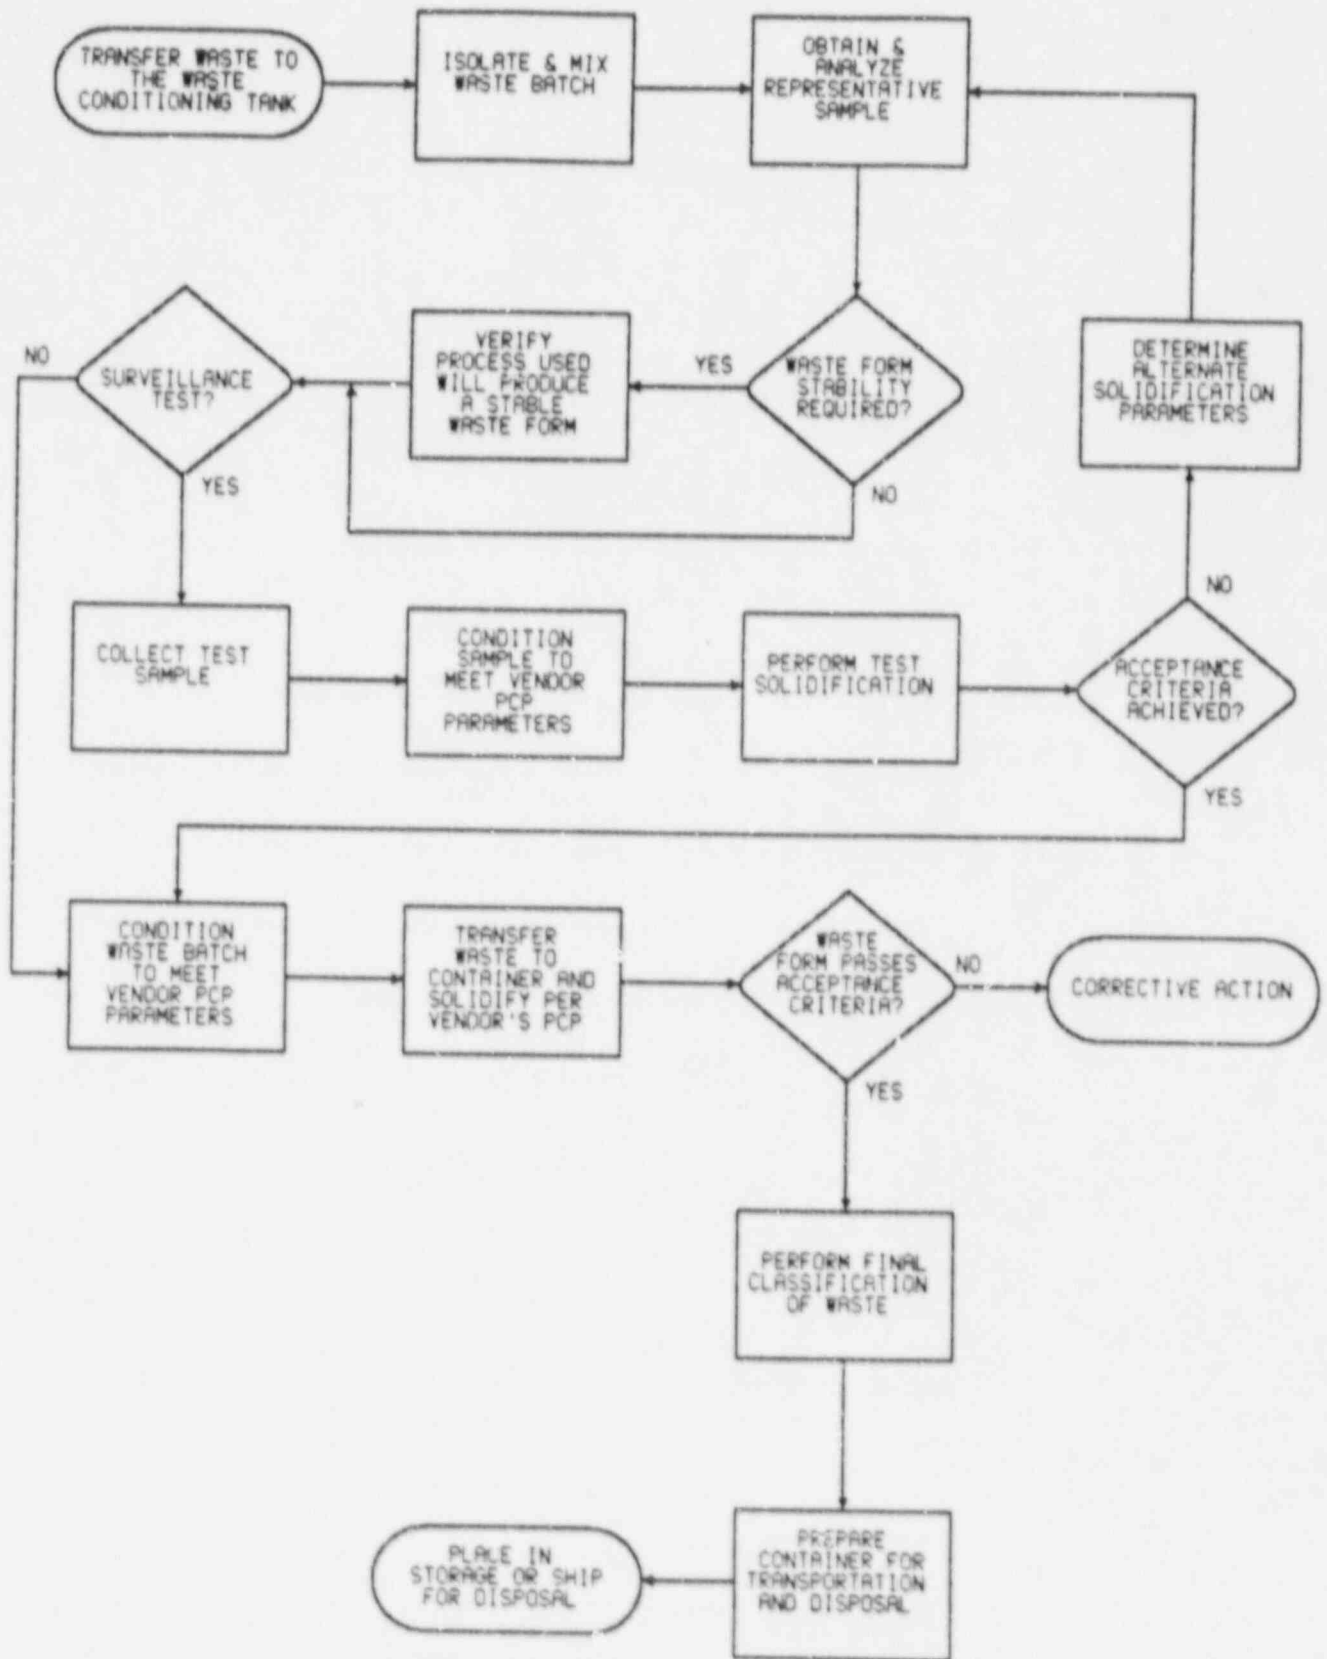 TRANSFER WASTE TO
THE WASTE
CONDITIONING TANK
ISOLATE & MIX
WASTE BATCH
OBTAIN &
ANALYZE
REPRESENTATIVE
SAMPLE
NO
SURVEILLANCE
TEST?
YES
VERIFY
PROCESS USED
WILL PRODUCE
A STABLE
WASTE FORM
YES
WASTE FORM
STABILITY
REQUIRED?
NO
DETERMINE
ALTERNATE
SOLIDIFICATION
PARAMETERS
NO
COLLECT TEST
SAMPLE
CONDITION
SAMPLE TO
MEET VENDOR
PCP
PARAMETERS
PERFORM TEST
SOLIDIFICATION
ACCEPTANCE
CRITERIA
ACHIEVED?
YES
CONDITION
WASTE BATCH
TO MEET
VENDOR PCP
PARAMETERS
TRANSFER
WASTE TO
CONTAINER AND
SOLIDIFY PER
VENDOR'S PCP
WASTE
FORM PASSES
ACCEPTANCE
CRITERIA?
NO
CORRECTIVE ACTION
YES
PERFORM FINAL
CLASSIFICATION
OF WASTE
PREPARE
CONTAINER FOR
TRANSPORTATION
AND DISPOSAL
PLACE IN
STORAGE OR SHIP
FOR DISPOSAL